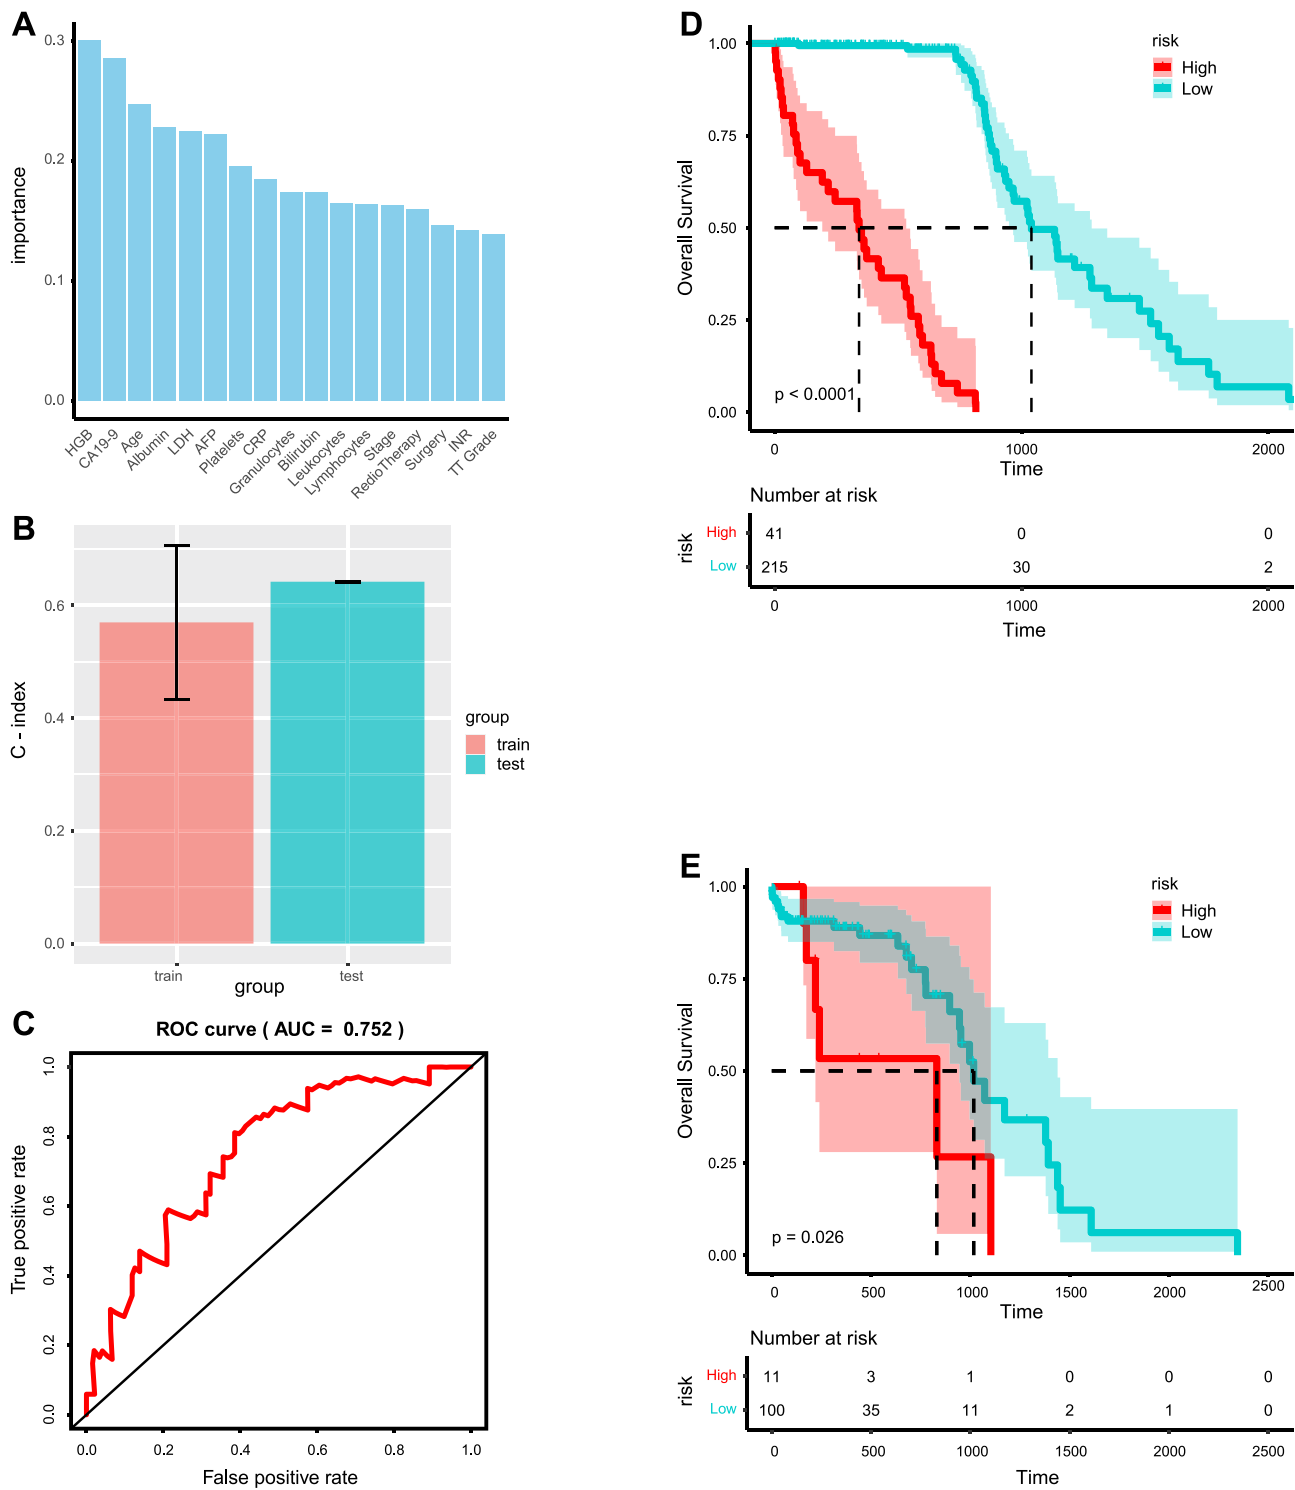 A
0.3
0.2
0.1
0.0
importance
HGB
CA19-9
Age
Albumin
LDH
AFP
Platelets
CRP
Granulocytes
Bilirubin
Leukocytes
Lymphocytes
Stage
RedioTherapy
Surgery
INR
TT Grade
B
0.6
0.4
0.2
0.0
C - index
train
test
group
group
train
test
C
ROC curve ( AUC = 0.752 )
1.0
0.8
0.6
0.4
0.2
0.0
True positive rate
0.0 0.2 0.4 0.6 0.8 1.0
False positive rate
D
1.00
0.75
0.50
0.25
0.00
Overall Survival
risk
High
Low
p < 0.0001
0 1000 2000
Time
Number at risk
risk
High 41 0 0
Low 215 30 2
0 1000 2000
Time
E
1.00
0.75
0.50
0.25
0.00
Overall Survival
risk
High
Low
p = 0.026
0 500 1000 1500 2000 2500
Time
Number at risk
risk
High 11 3 1 0 0 0
Low 100 35 11 2 1 0
0 500 1000 1500 2000 2500
Time